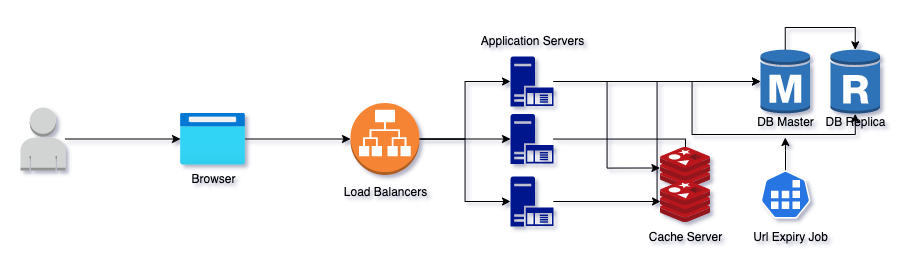 Application Servers
M
R
DB Master
DB Replica
Browser
Load Balancers
Cache Server
Url Expiry Job